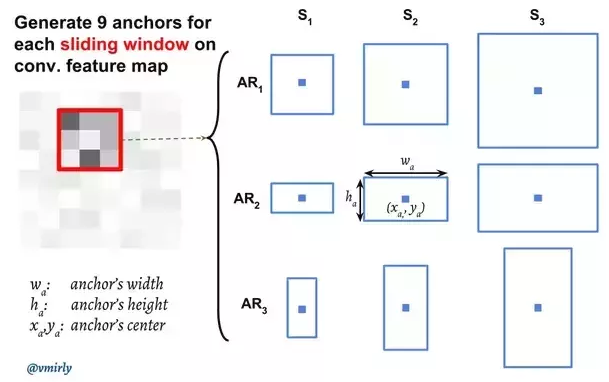 Generate 9 anchors for
each sliding window on
conv. feature map
S1 S2 S3
AR1
AR2
wa
ha
(xa, ya)
AR3
wa: anchor's width
ha: anchor's height
xa,ya: anchor's center
@vmirly